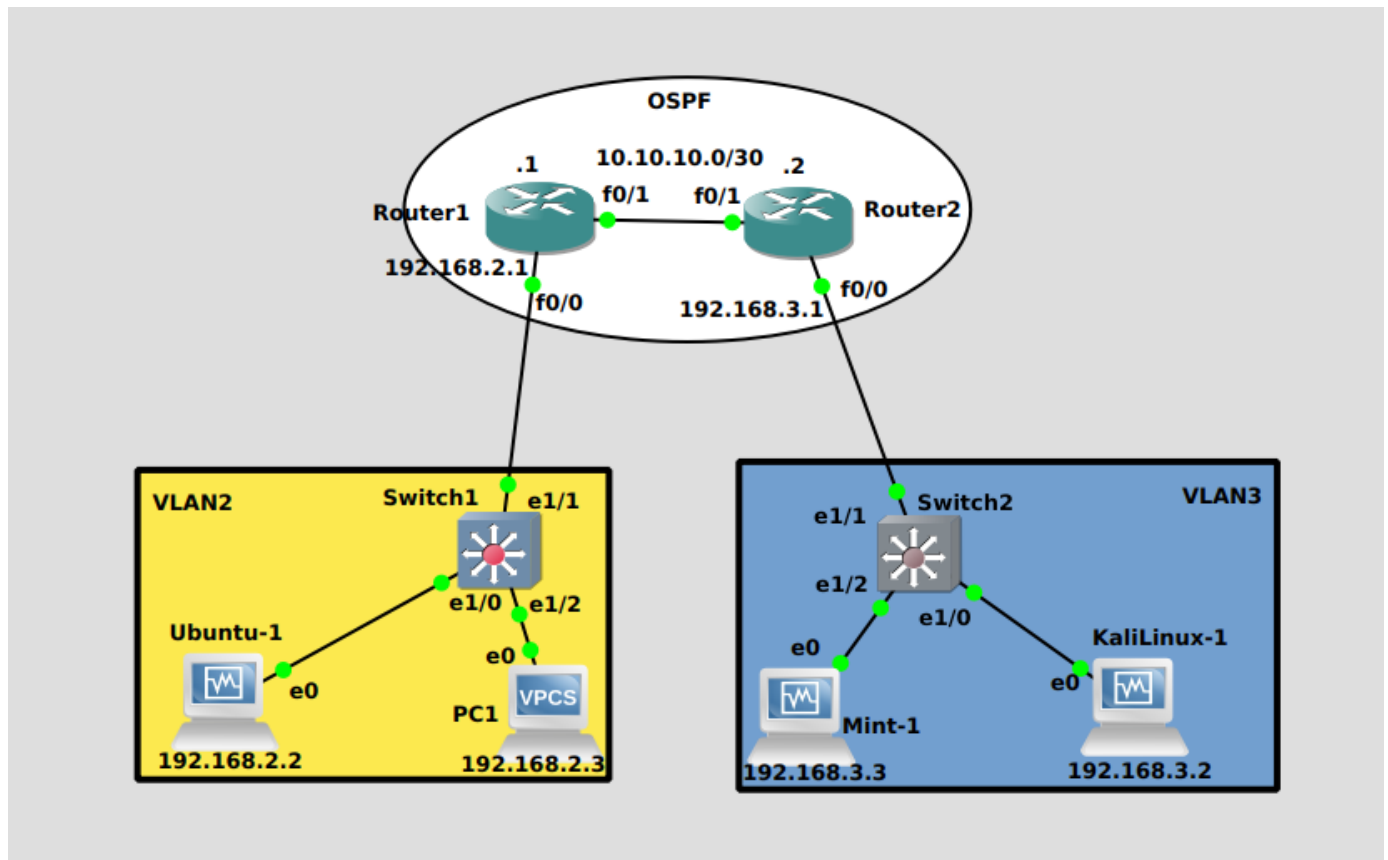 OSPF
10.10.10.0/30
.1
.2
f0/1
f0/1
Router1
Router2
192.168.2.1
f0/0
192.168.3.1
f0/0
VLAN2
Switch1
e1/1
e1/0
e1/2
Ubuntu-1
e0
e0
PC1
VPCS
192.168.2.2
192.168.2.3
VLAN3
Switch2
e1/1
e1/2
e1/0
KaliLinux-1
e0
e0
Mint-1
192.168.3.3
192.168.3.2